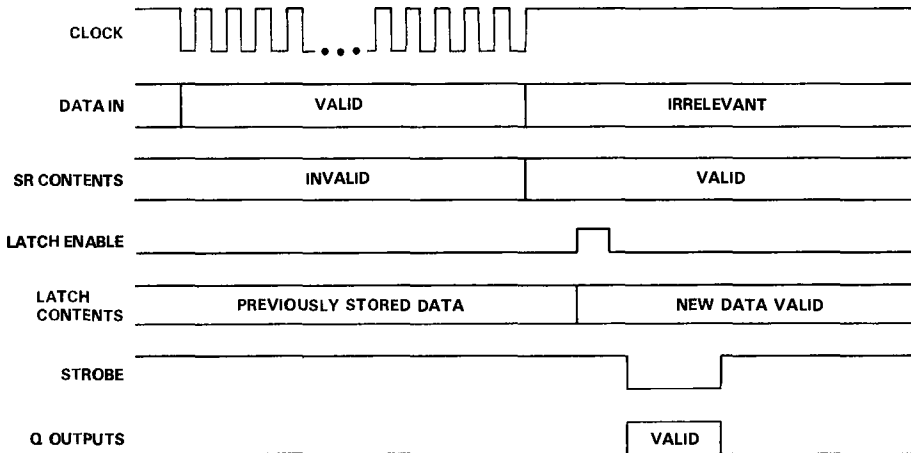 CLOCK
DATA IN
VALID
IRRELEVANT
SR CONTENTS
INVALID
VALID
LATCH ENABLE
LATCH
CONTENTS
PREVIOUSLY STORED DATA
NEW DATA VALID
STROBE
Q OUTPUTS
VALID